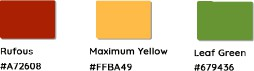 Rufous
#A72608
Maximum Yellow
#FFBA49
Leaf Green
#679436